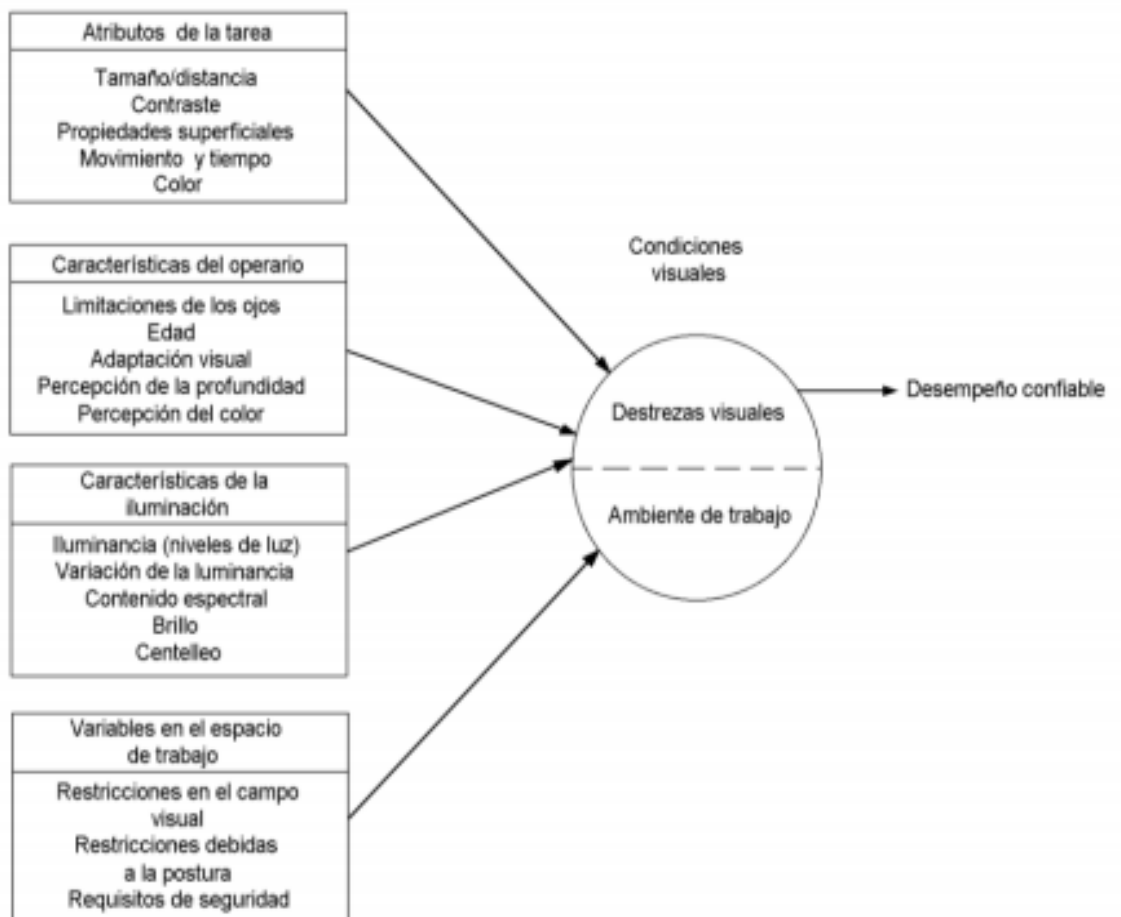 Atributos de la tarea
Tamaño/distancia
Contraste
Propiedades superficiales
Movimiento y tiempo
Color
Características del operario
Limitaciones de los ojos
Edad
Adaptación visual
Percepción de la profundidad
Percepción del color
Características de la
iluminación
Iluminancia (niveles de luz)
Variación de la luminancia
Contenido espectral
Brillo
Centelleo
Variables en el espacio
de trabajo
Restricciones en el campo
visual
Restricciones debidas
a la postura
Requisitos de seguridad
Condiciones
visuales
Destrezas visuales
Ambiente de trabajo
Desempeño confiable